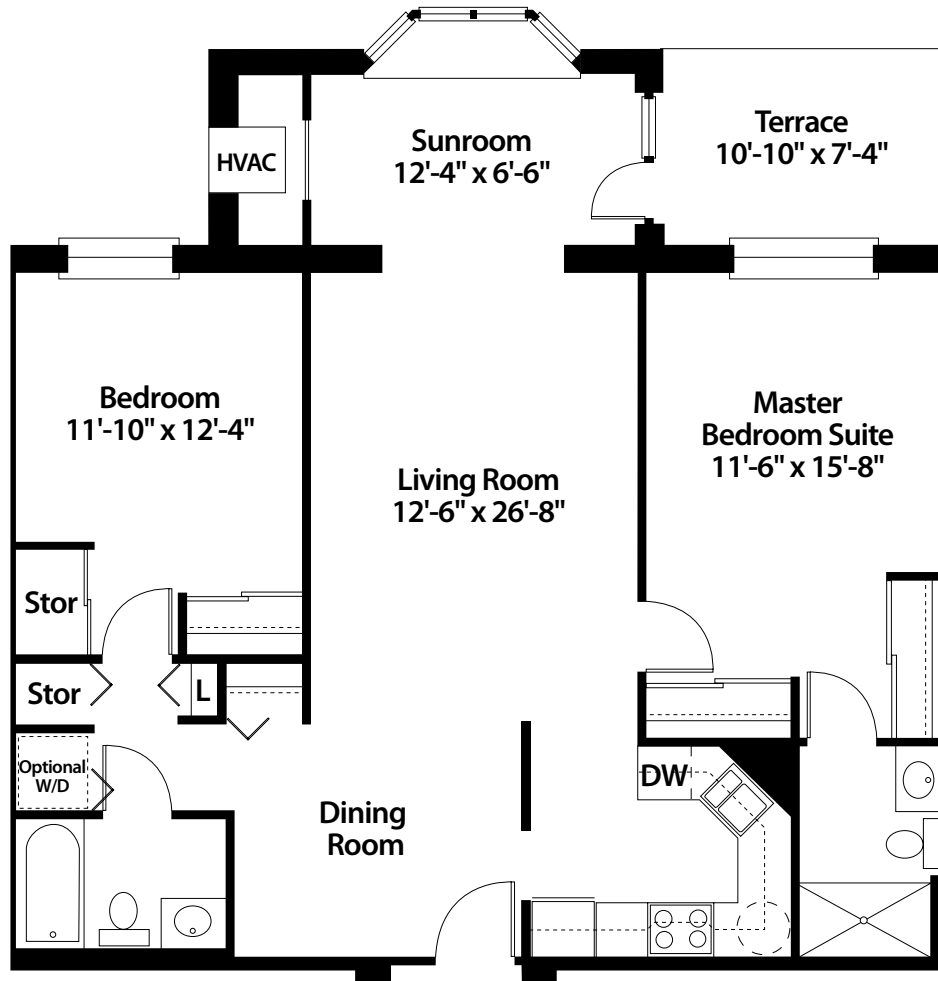 Sunroom
12'-4" x 6'-6"
Terrace
10'-10" x 7'-4"
HVAC
Bedroom
11'-10" x 12'-4"
Master
Bedroom Suite
11'-6" x 15'-8"
Living Room
12'-6" x 26'-8"
Stor
Stor
L
Optional
W/D
DW
Dining
Room